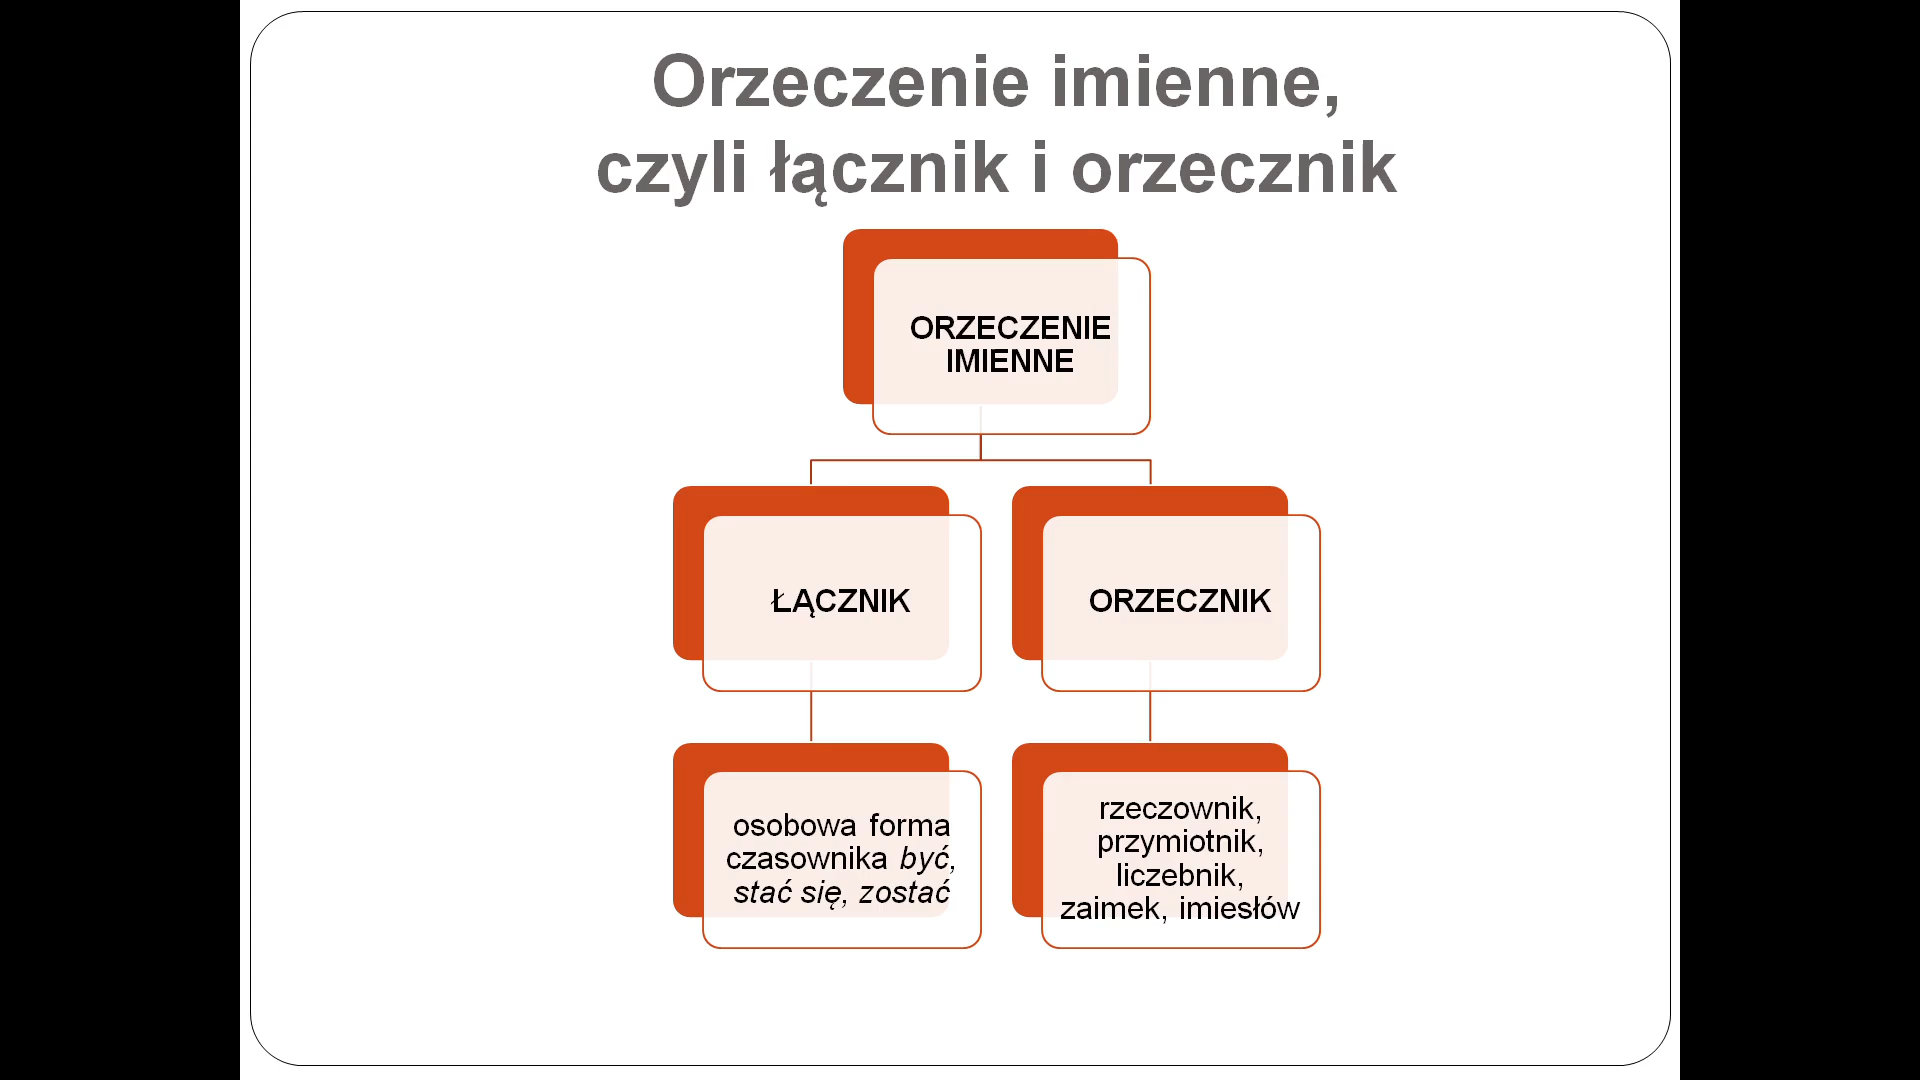 Orzeczenie imienne,
czyli łącznik i orzecznik
ORZECZENIE
IMIENNE
ŁĄCZNIK
ORZECZNIK
osobowa forma
czasownika być,
stać się, zostać
rzeczownik,
przymiotnik,
liczebnik,
zaimek, imiesłów